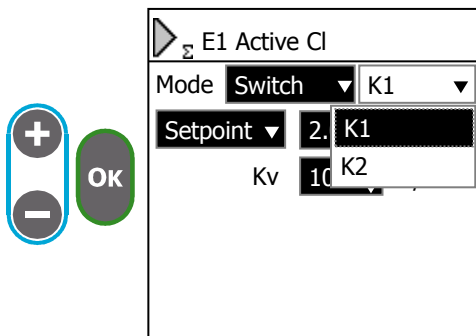 Σ E1 Active Cl
Mode Switch ▼ K1 ▼
Setpoint ▼ 2. K1
K2
Kv 10
+
OK
−